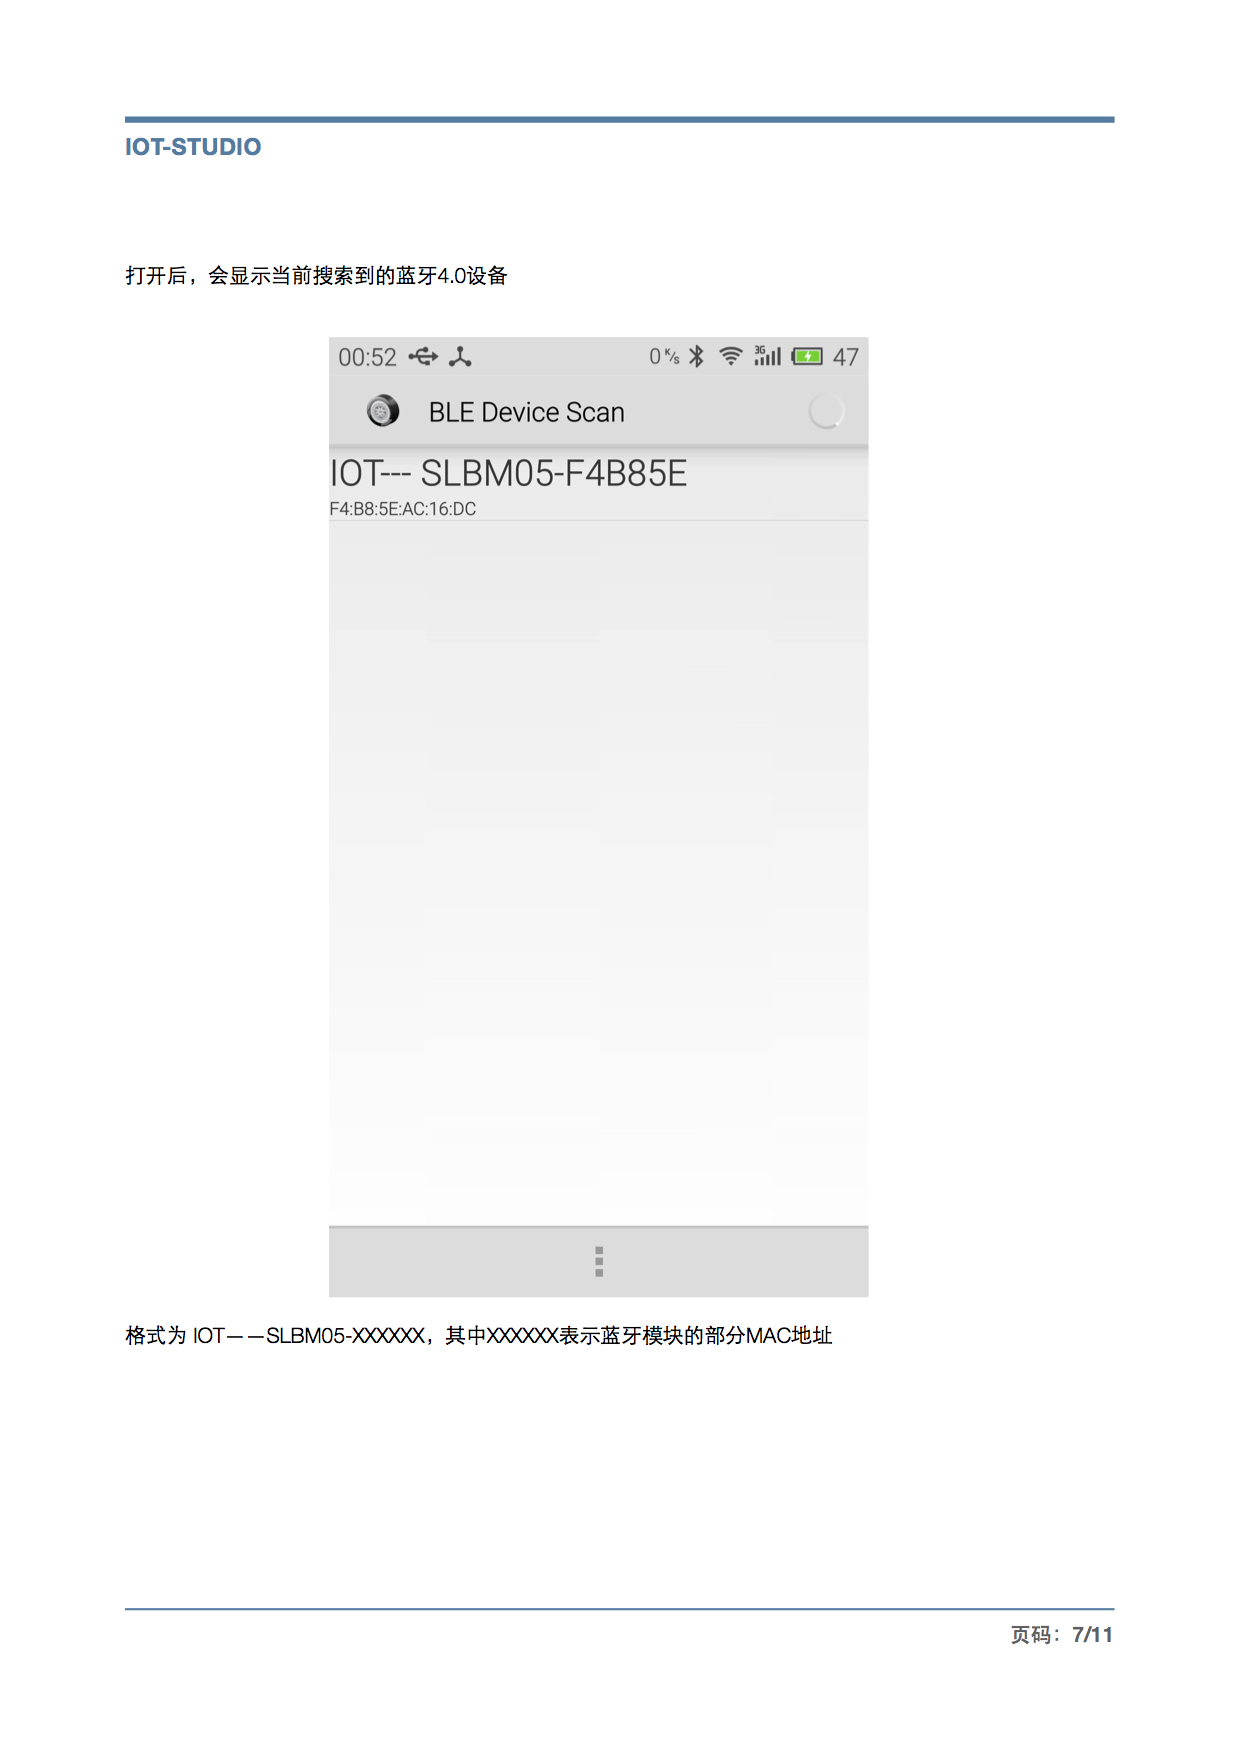 IOT-STUDIO
打开后，会显示当前搜索到的蓝牙4.0设备
00:52 0 K/s 3G 47
BLE Device Scan
IOT--- SLBM05-F4B85E
F4:B8:5E:AC:16:DC
格式为 IOT——SLBM05-XXXXXX，其中XXXXXX表示蓝牙模块的部分MAC地址
页码：7/11